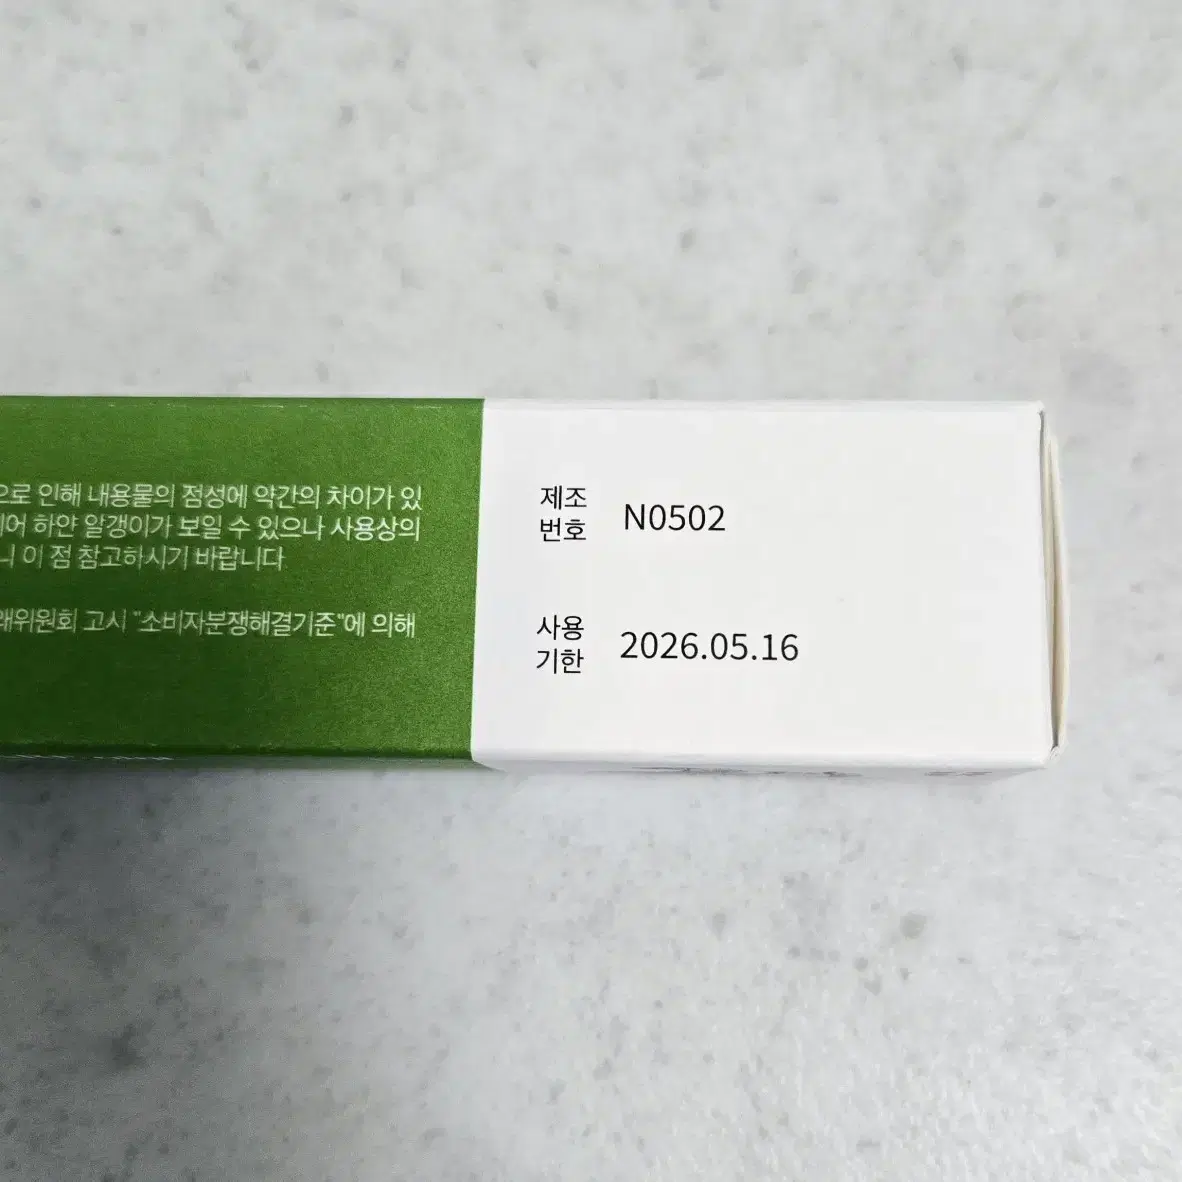 으로 인해 내용물의 점성에 약간의 차이가 있
되어 하얀 알갱이가 보일 수 있으나 사용상의
니 이 점 참고하시기 바랍니다
래위원회 고시 "소비자분쟁해결기준"에 의해
제조
번호 N0502
사용
기한 2026.05.16